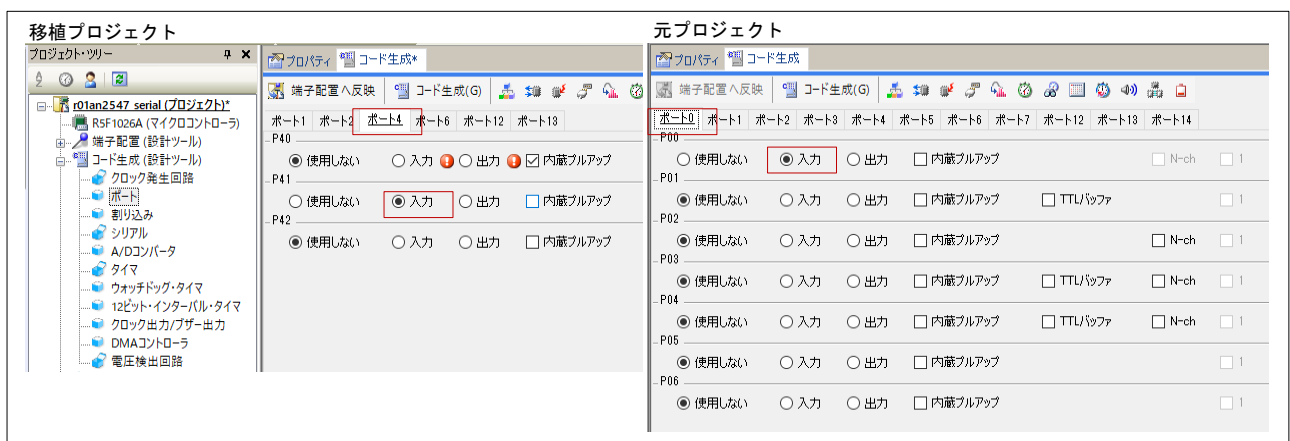 移植プロジェクト
プロジェクト・ツリー
r01an2547_serial (プロジェクト)*
R5F1026A (マイクロコントローラ)
端子配置 (設計ツール)
コード生成 (設計ツール)
クロック発生回路
ポート
割り込み
シリアル
A/Dコンバータ
タイマ
ウォッチドッグ・タイマ
12ビット・インターバル・タイマ
クロック出力/ブザー出力
DMAコントローラ
電圧検出回路
プロパティ コード生成*
端子配置へ反映 コード生成(G)
ポート1 ポート2 ポート4 ポート6 ポート12 ポート13
P40
使用しない 入力 出力 内蔵プルアップ
P41
使用しない 入力 出力 内蔵プルアップ
P42
使用しない 入力 出力 内蔵プルアップ
元プロジェクト
プロパティ コード生成
端子配置へ反映 コード生成(G)
ポート0 ポート1 ポート2 ポート3 ポート4 ポート5 ポート6 ポート7 ポート12 ポート13 ポート14
P00
使用しない 入力 出力 内蔵プルアップ N-ch 1
P01
使用しない 入力 出力 内蔵プルアップ TTLバッファ 1
P02
使用しない 入力 出力 内蔵プルアップ N-ch 1
P03
使用しない 入力 出力 内蔵プルアップ TTLバッファ N-ch 1
P04
使用しない 入力 出力 内蔵プルアップ TTLバッファ N-ch 1
P05
使用しない 入力 出力 内蔵プルアップ 1
P06
使用しない 入力 出力 内蔵プルアップ 1